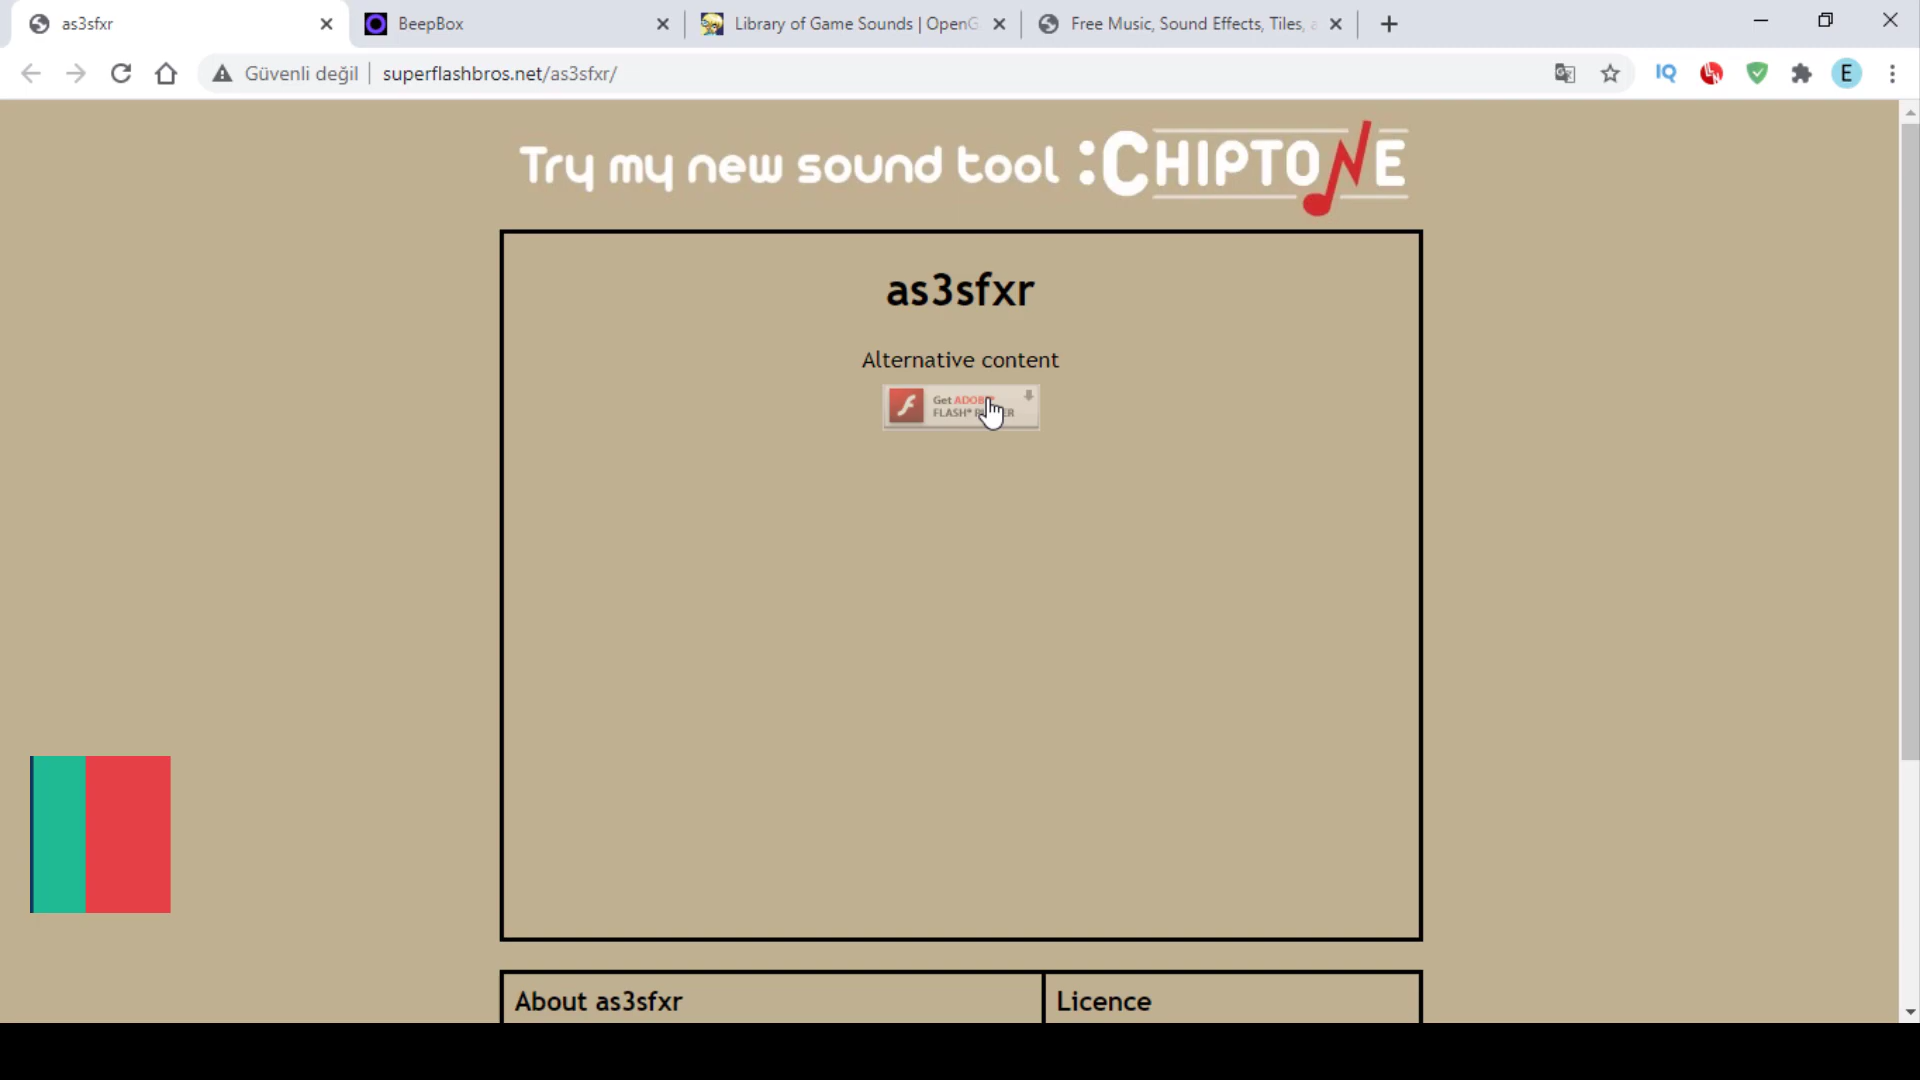 as3sfxr
BeepBox
Library of Game Sounds | OpenG
Free Music, Sound Effects, Tiles, a
Güvenli değil
superflashbros.net/as3sfxr/
IQ
E
Try my new sound tool :CHIPTONE
as3sfxr
Alternative content
Get
FLASH®
About as3sfxr
Licence